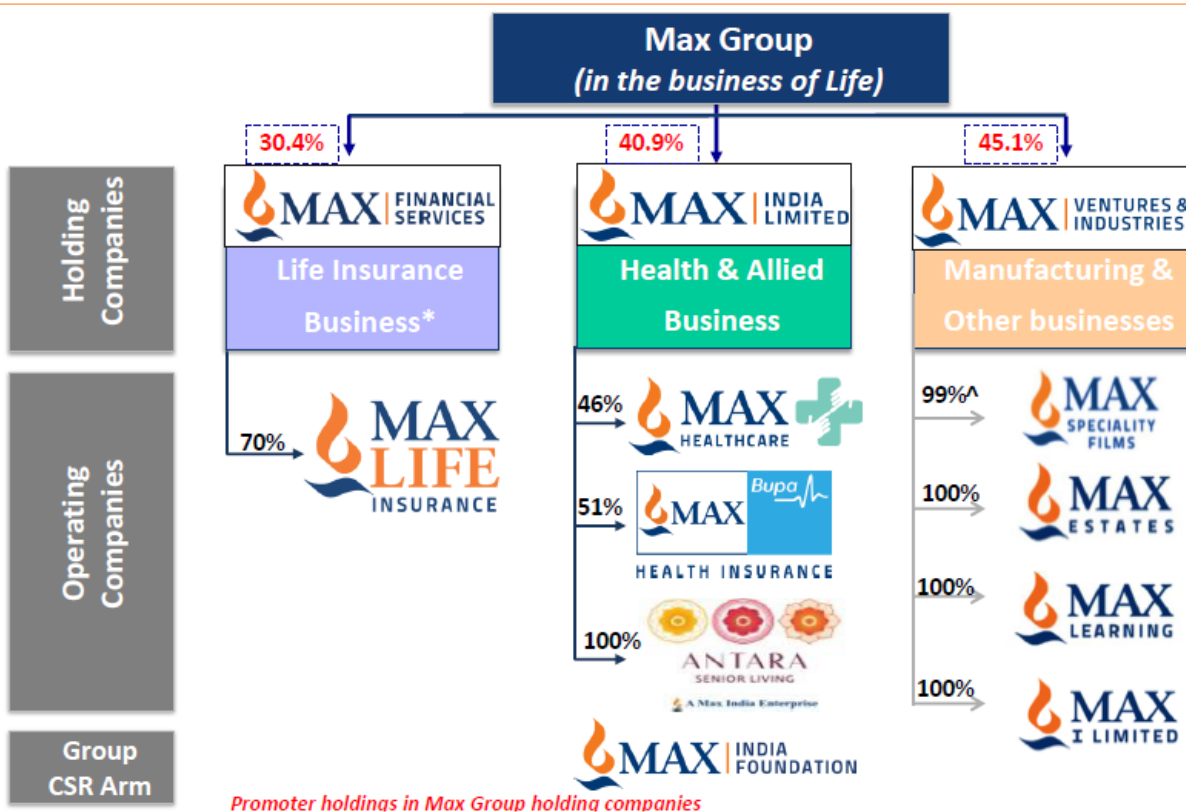 Max Group
(in the business of Life)
30.4%
40.9%
45.1%
Holding
Companies
MAX FINANCIAL
SERVICES
MAX INDIA
LIMITED
MAX VENTURES &
INDUSTRIES
Life Insurance
Business*
Health & Allied
Business
Manufacturing &
Other businesses
Operating
Companies
70%
MAX
LIFE
INSURANCE
46%
MAX
HEALTHCARE
51%
MAX
Bupa
HEALTH INSURANCE
100%
ANTARA
SENIOR LIVING
A Max India Enterprise
99%^
MAX
SPECIALITY
FILMS
100%
MAX
ESTATES
100%
MAX
LEARNING
100%
MAX
I LIMITED
Group
CSR Arm
MAX INDIA
FOUNDATION
Promoter holdings in Max Group holding companies